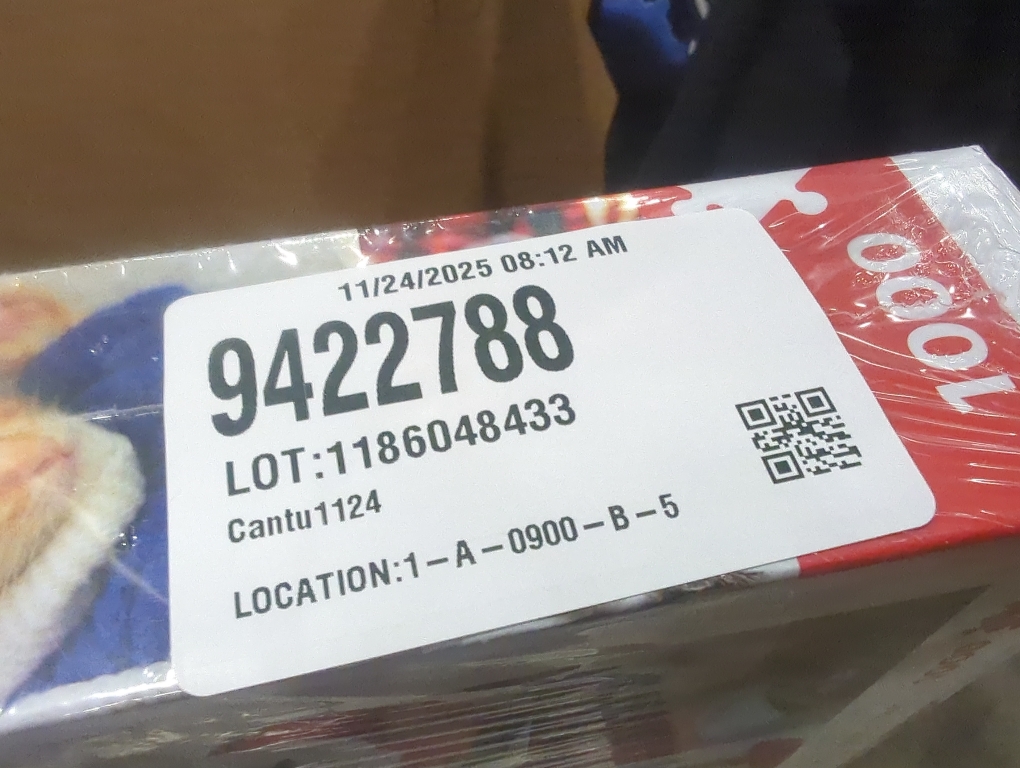 11/24/2025 08:12 AM
9422788
LOT:1186048433
Cantu1124
LOCATION:1-A-0900-B-5
1000